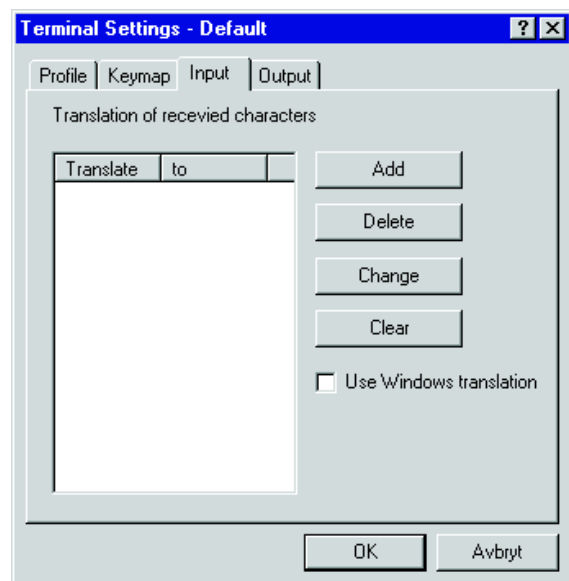 Terminal Settings - Default
Profile Keymap Input Output
Translation of recevied characters
Translate to
Add
Delete
Change
Clear
Use Windows translation
OK Avbryt